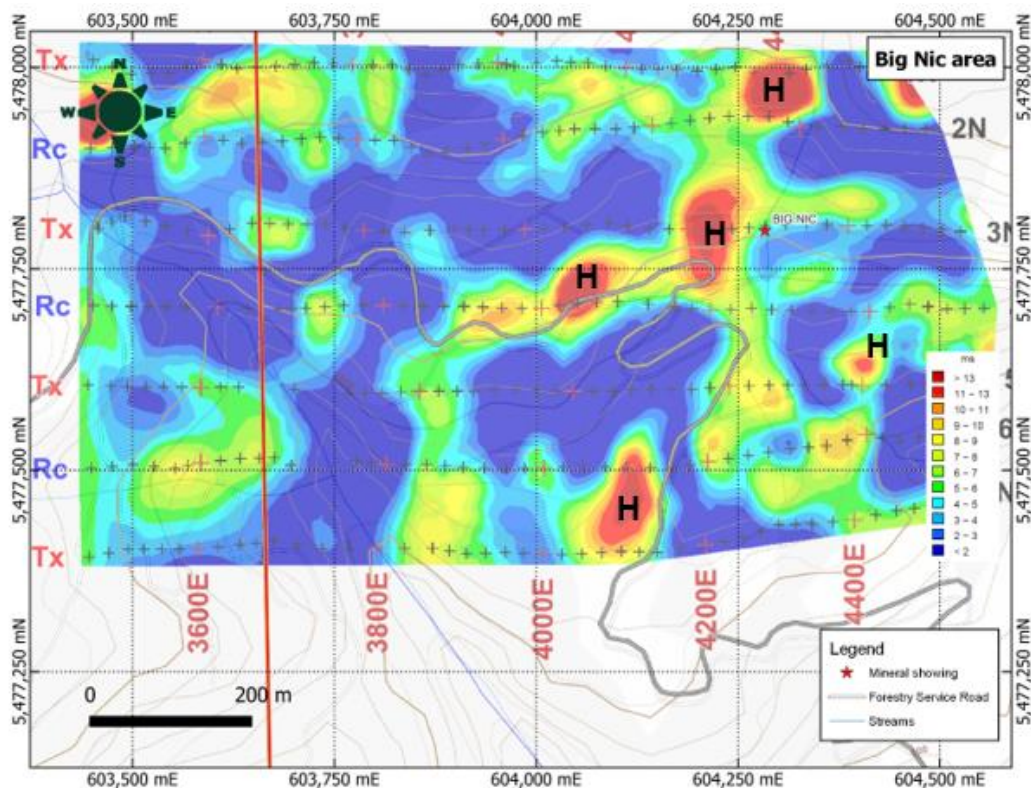 603,500 mE 603,750 mE 604,000 mE 604,250 mE 604,500 mE
Big Nic area
5,478,000 mN
5,477,750 mN
5,477,500 mN
5,477,250 mN
N
W E
S
Tx
Rc
Tx
Rc
Tx
Rc
Tx
H
H
H
H
H
2N
3N
6
N
BIG NIC
ms
> 13
11 – 13
10 – 11
9 – 10
8 – 9
7 – 8
6 – 7
5 – 6
4 – 5
3 – 4
2 – 3
< 2
3600E
3800E
4000E
4200E
4400E
Legend
Mineral showing
Forestry Service Road
Streams
0 200 m
5,478,000 mN
5,477,750 mN
5,477,500 mN
5,477,250 mN
603,500 mE 603,750 mE 604,000 mE 604,250 mE 604,500 mE